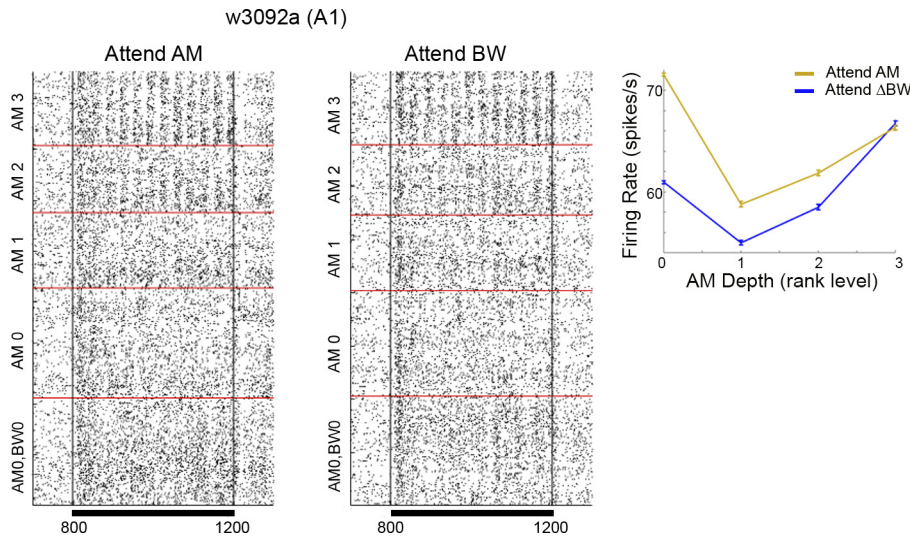 w3092a (A1)
Attend AM
Attend BW
AM 3
AM 2
AM 1
AM 0
AM0,BW0
800
1200
AM 3
AM 2
AM 1
AM 0
AM0,BW0
800
1200
Attend AM
Attend ΔBW
Firing Rate (spikes/s)
70
60
0
1
2
3
AM Depth (rank level)